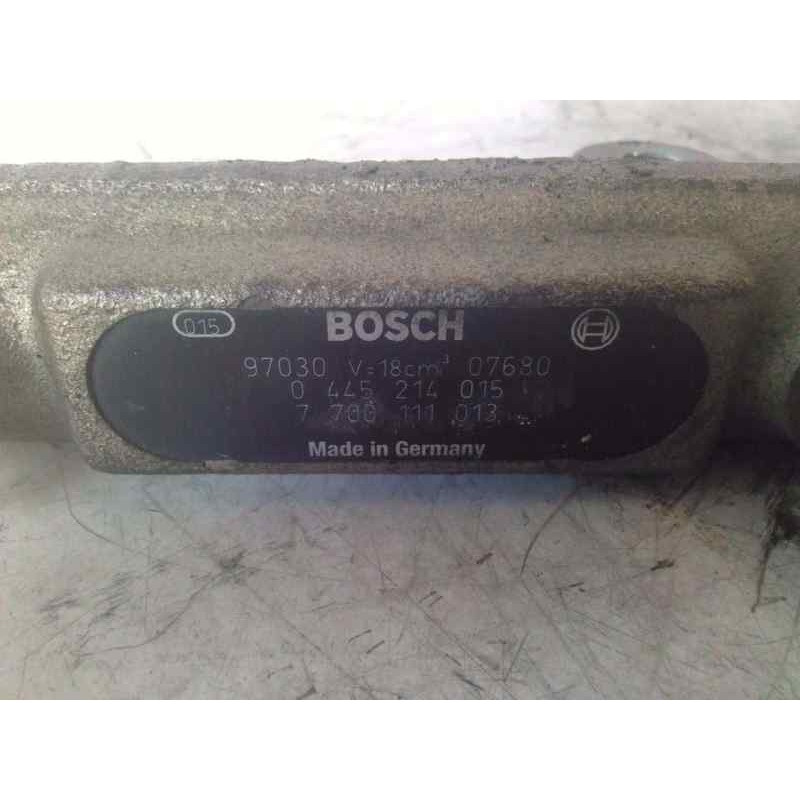 015 BOSCH
97030 V=18cm³ 07680
0 445 214 015
7 700 111 013
Made in Germany